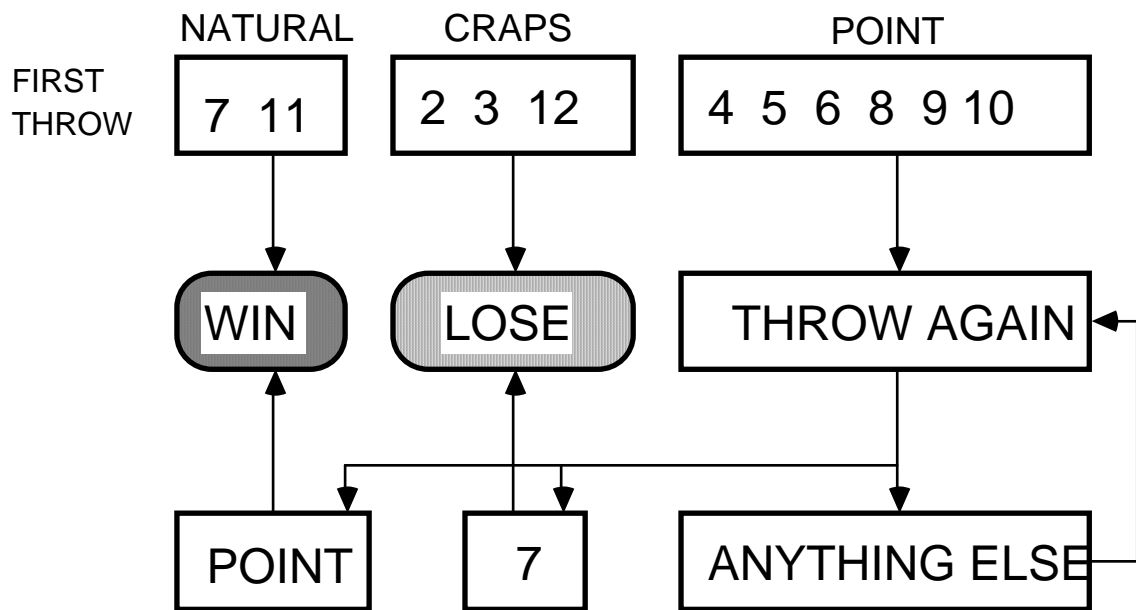 NATURAL CRAPS POINT
FIRST
THROW
7 11 2 3 12 4 5 6 8 9 10
WIN LOSE THROW AGAIN
POINT 7 ANYTHING ELSE